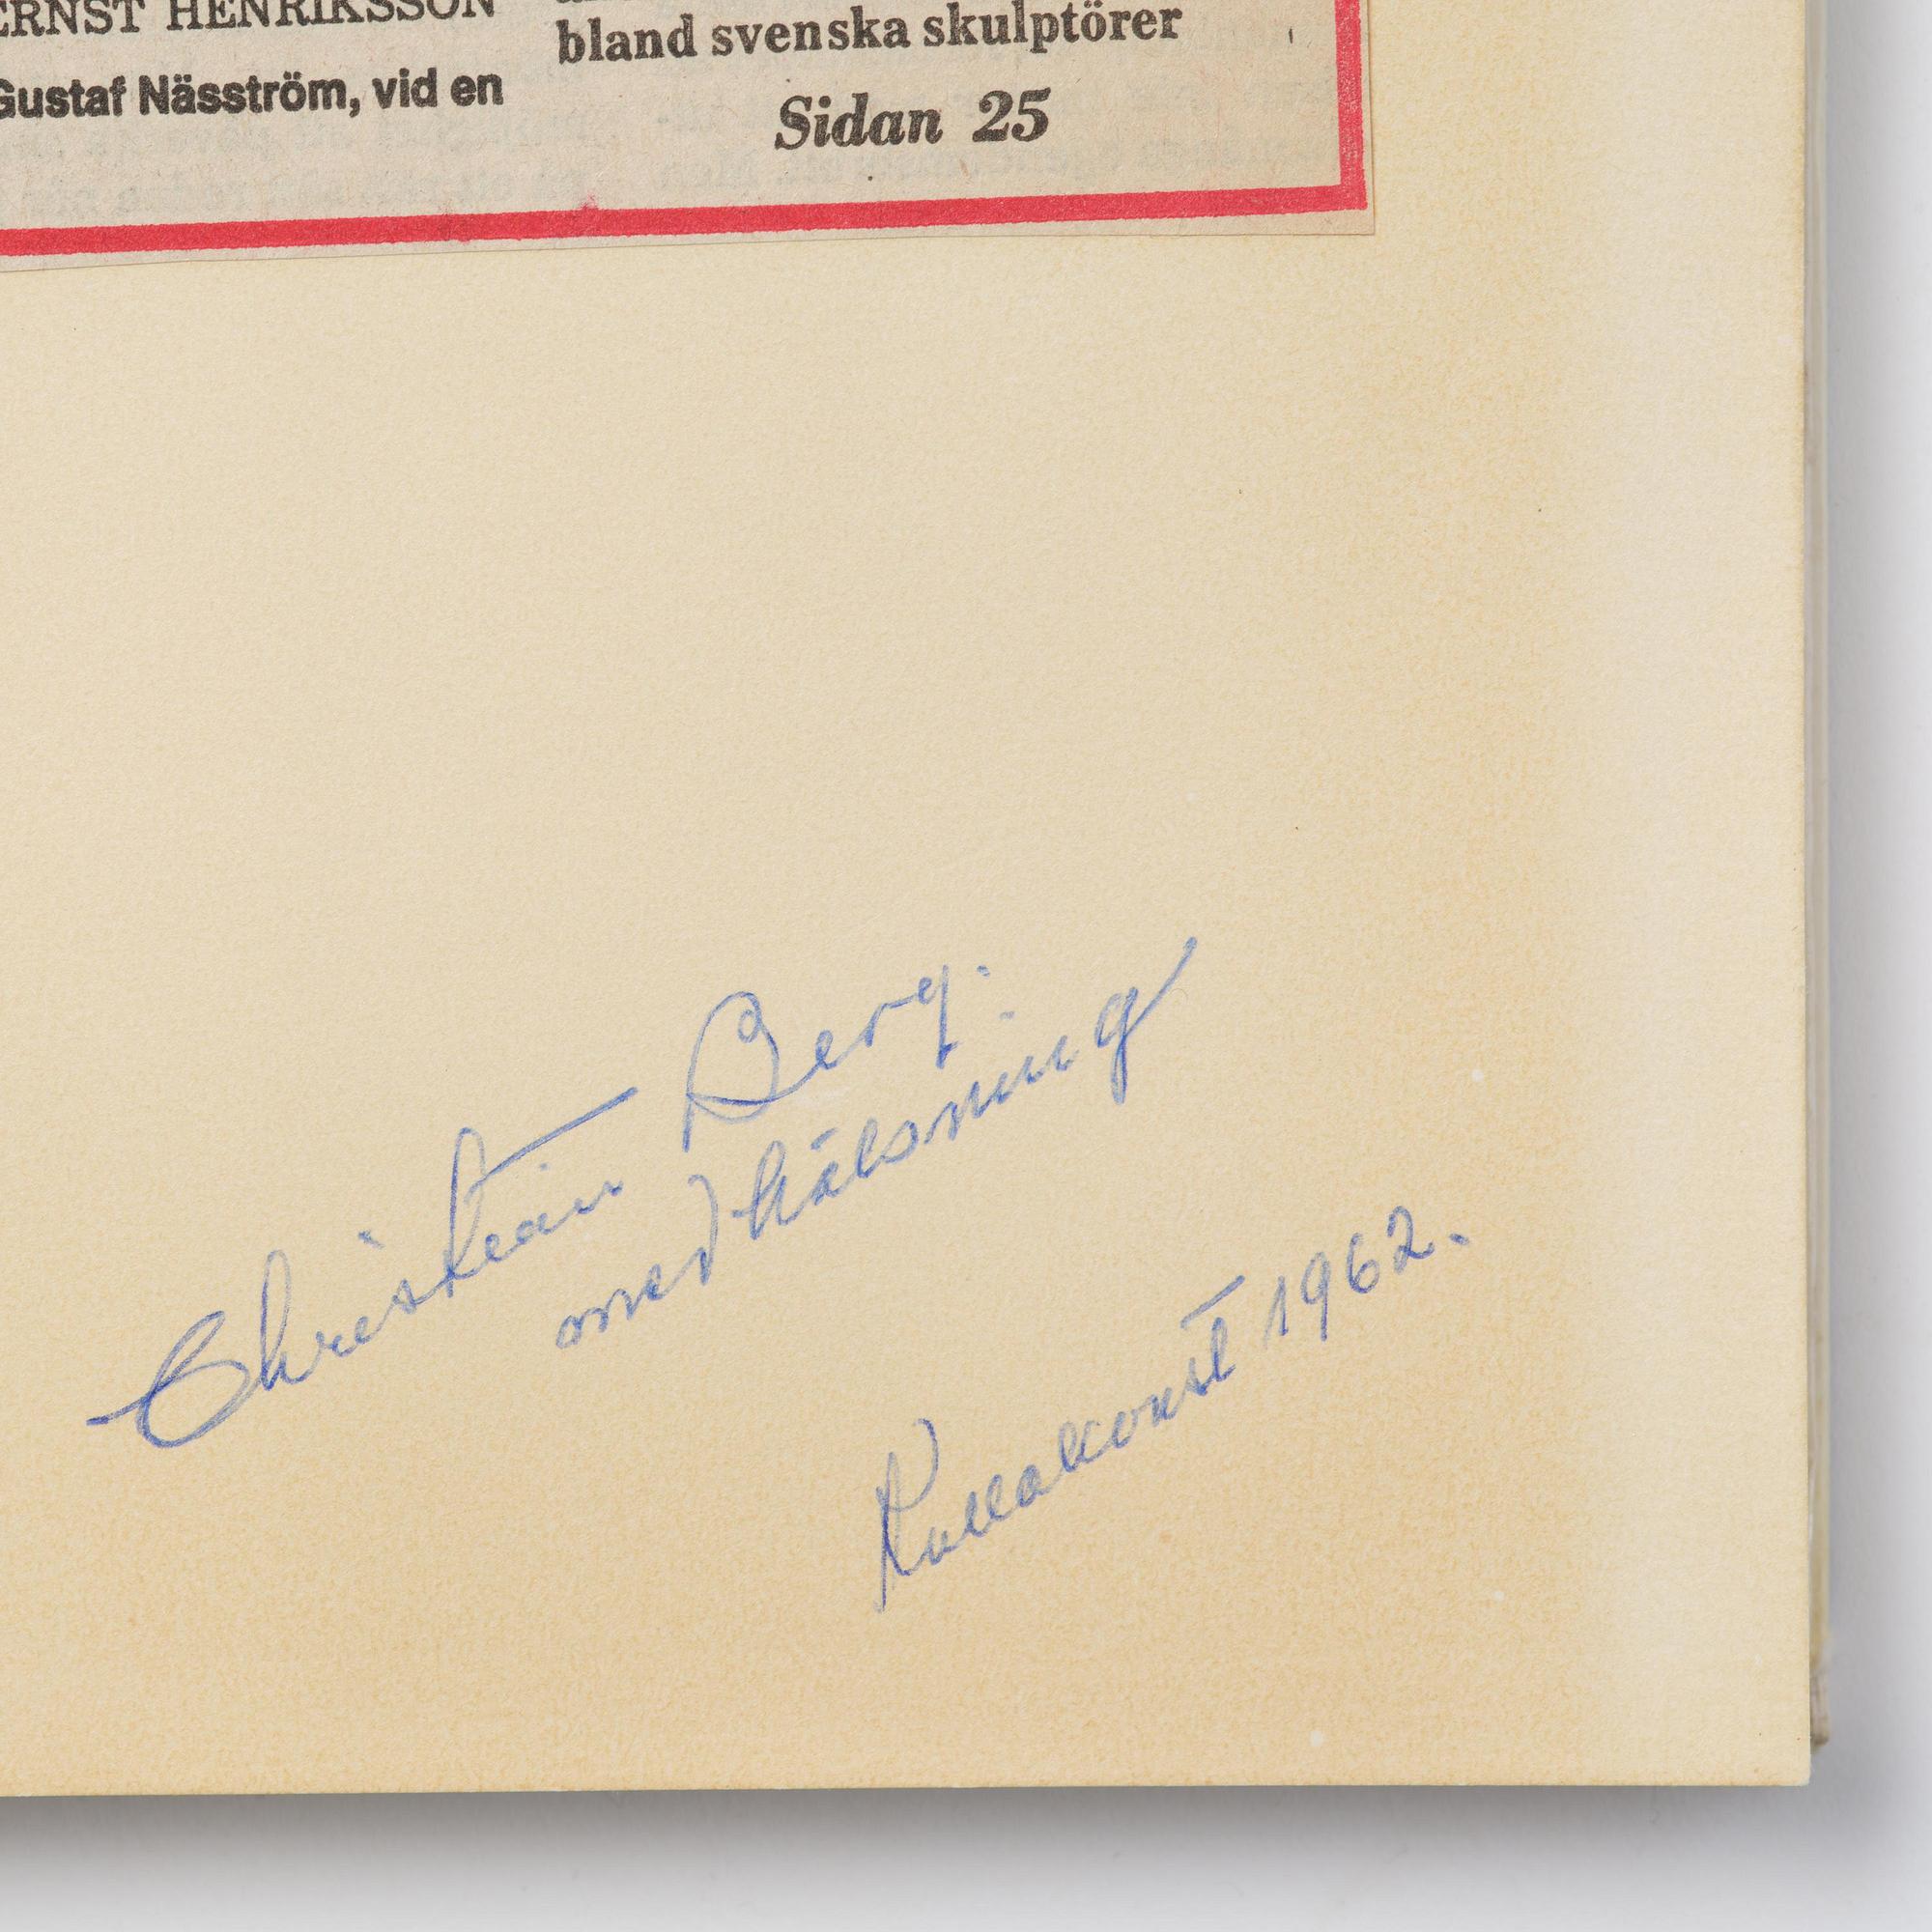 ERNST HENRIKSSON
Gustaf Näsström, vid en
bland svenska skulptörer
Sidan 25
Christian Berg.
med hälsning
Kullakonst 1962.